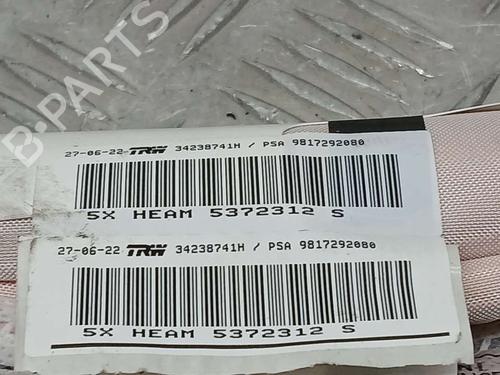 B-PARTS
27-06-22 TRW 34238741H / PSA 9817292080
5X HEAM 5372312 S
27-06-22 TRW 34238741H / PSA 9817292080
5X HEAM 5372312 S